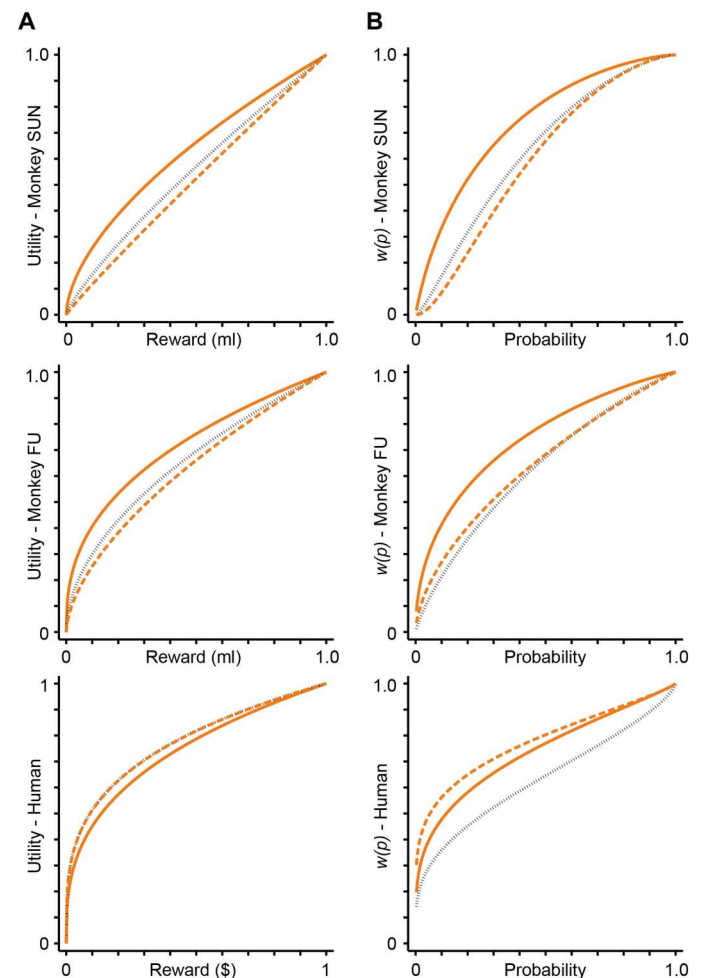 A
B
1.0
Utility - Monkey SUN
0
0
Reward (ml)
1.0
1.0
w(p) - Monkey SUN
0
0
Probability
1.0
1.0
Utility - Monkey FU
0
0
Reward (ml)
1.0
1.0
w(p) - Monkey FU
0
0
Probability
1.0
1
Utility - Human
0
0
Reward ($)
1
1.0
w(p) - Human
0
0
Probability
1.0